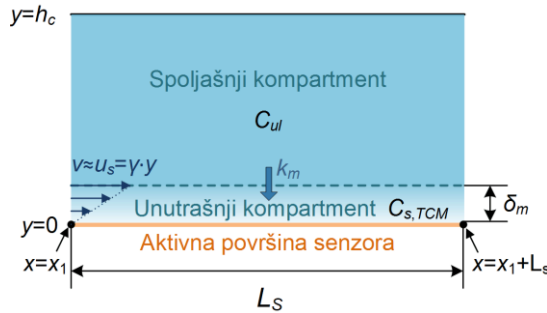 y=h_c
Spoljašnji kompartment
C_ul
v≈u_s=γ·y
k_m
Unutrašnji kompartment
C_s,TCM
δ_m
y=0
Aktivna površina senzora
x=x_1
x=x_1+L_s
L_S